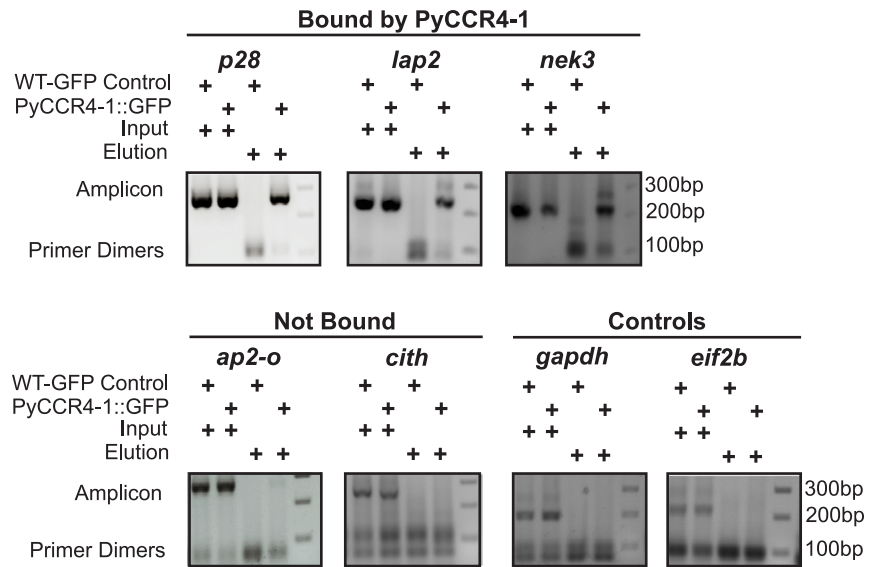 Bound by PyCCR4-1
p28 lap2 nek3
WT-GFP Control + + + + + +
PyCCR4-1::GFP + + + + + +
Input + + + + + +
Elution + + + + + +
Amplicon 300bp
200bp
Primer Dimers 100bp
Not Bound Controls
ap2-o cith gapdh eif2b
WT-GFP Control + + + + + + + +
PyCCR4-1::GFP + + + + + + + +
Input + + + + + + + +
Elution + + + + + + + +
Amplicon 300bp
200bp
Primer Dimers 100bp